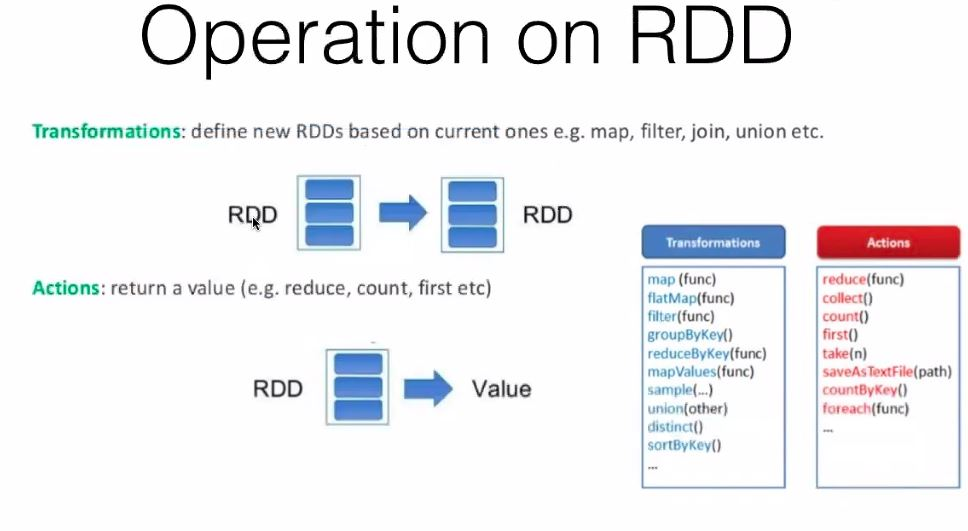 Operation on RDD
Transformations: define new RDDs based on current ones e.g. map, filter, join, union etc.
RDD
RDD
Actions: return a value (e.g. reduce, count, first etc)
RDD
Value
Transformations
map (func)
flatMap(func)
filter(func)
groupByKey()
reduceByKey(func)
mapValues(func)
sample(...)
union(other)
distinct()
sortByKey()
...
Actions
reduce(func)
collect()
count()
first()
take(n)
saveAsTextFile(path)
countByKey()
foreach(func)
...